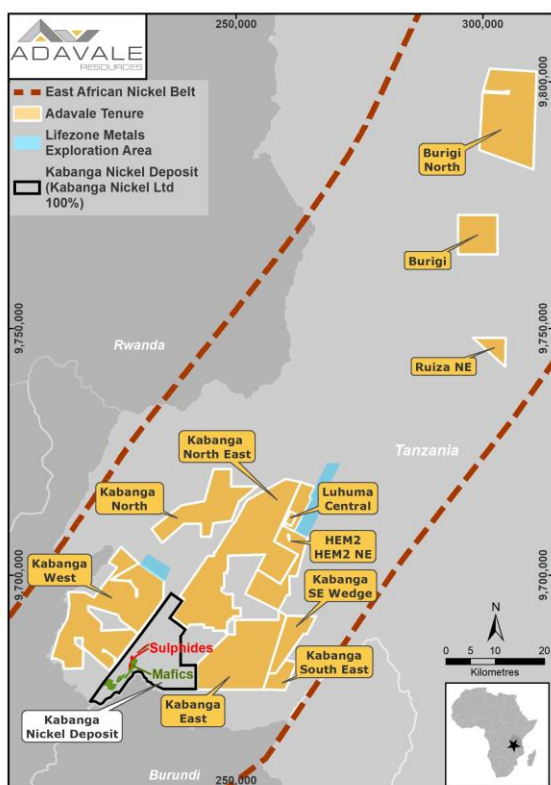 ADAVALE
RESOURCES
East African Nickel Belt
Adavale Tenure
Lifezone Metals
Exploration Area
Kabanga Nickel Deposit
(Kabanga Nickel Ltd
100%)
250,000
300,000
9,800,000
Burigi
North
Burigi
9,750,000
9,750,000
Ruiza NE
Rwanda
Tanzania
Kabanga
North East
Kabanga
North
Luhuma
Central
HEM2
HEM2 NE
Kabanga
West
9,700,000
9,700,000
Kabanga
SE Wedge
Sulphides
Mafics
Kabanga
South East
Kabanga
Nickel Deposit
Kabanga
East
N
0 5 10 15 20
Kilometres
Burundi
250,000